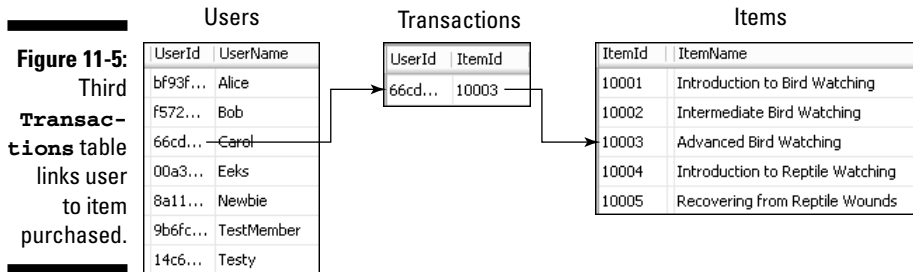 Figure 11-5:
Third
Transac-
tions table
links user
to item
purchased.
Users
UserId UserName
bf93f... Alice
f572... Bob
66cd... Carol
00a3... Eeks
8a11... Newbie
9b6fc... TestMember
14c6... Testy
Transactions
UserId ItemId
66cd... 10003
Items
ItemId ItemName
10001 Introduction to Bird Watching
10002 Intermediate Bird Watching
10003 Advanced Bird Watching
10004 Introduction to Reptile Watching
10005 Recovering from Reptile Wounds